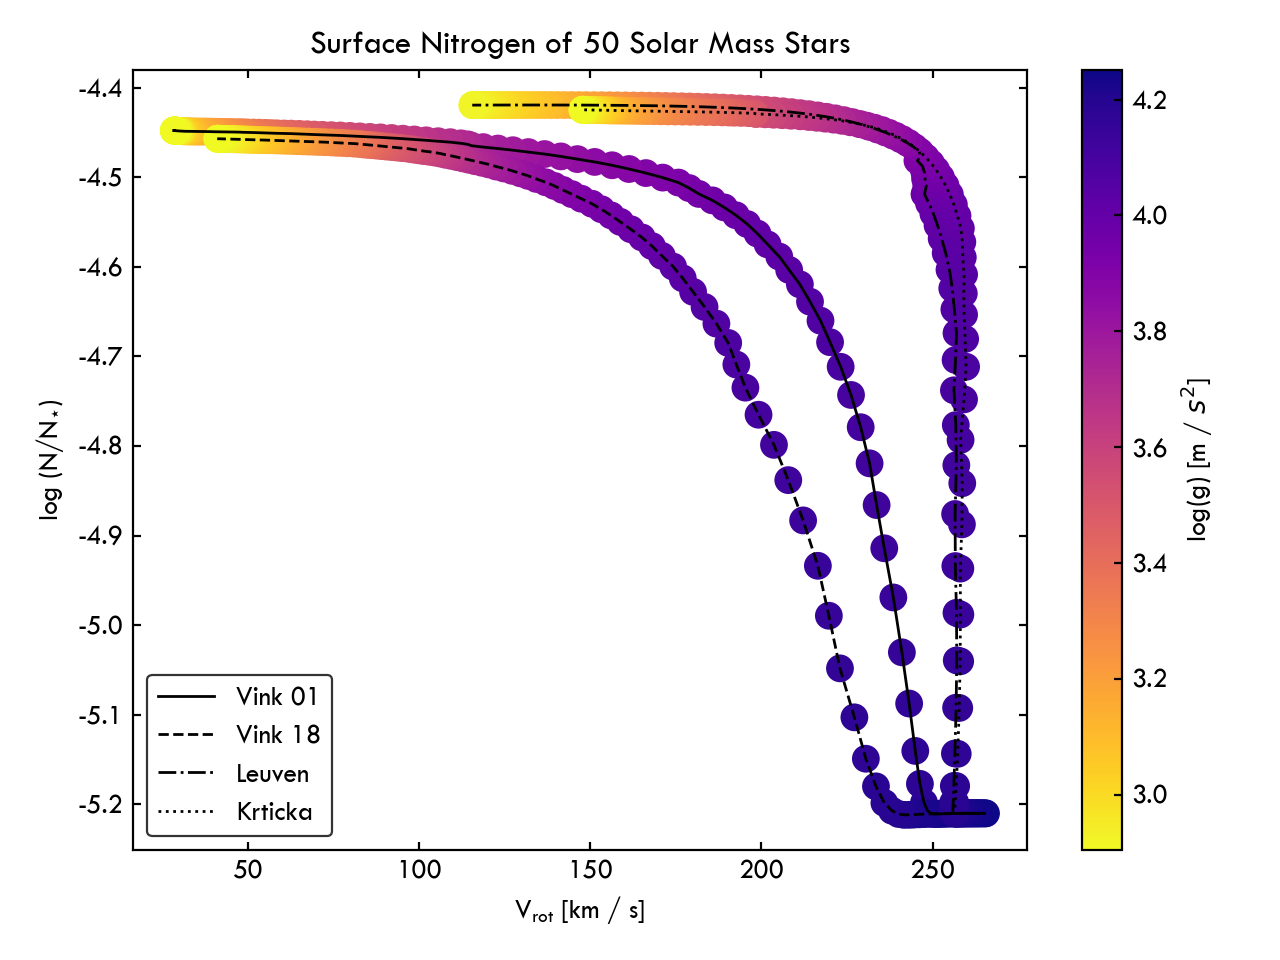 Surface Nitrogen of 50 Solar Mass Stars
log (N/N⋆)
-4.4
-4.5
-4.6
-4.7
-4.8
-4.9
-5.0
-5.1
-5.2
Vink 01
Vink 18
Leuven
Krticka
50
100
150
200
250
V_rot [km / s]
4.2
4.0
3.8
3.6
3.4
3.2
3.0
log(g) [m / s²]